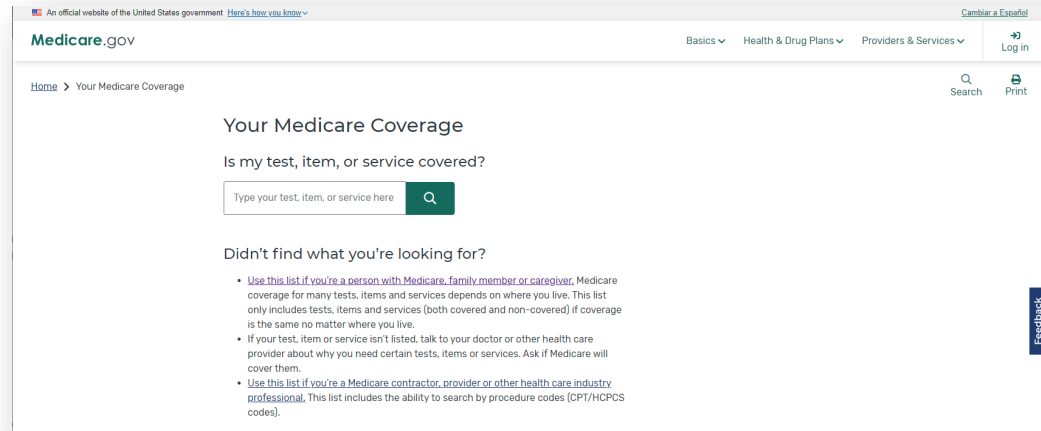 An official website of the United States government Here's how you know
Cambiar a Español
Medicare.gov
Basics Health & Drug Plans Providers & Services Log in
Home Your Medicare Coverage
Search Print
Your Medicare Coverage
Is my test, item, or service covered?
Type your test, item, or service here
Didn't find what you're looking for?
• Use this list if you're a person with Medicare, family member or caregiver. Medicare
coverage for many tests, items and services depends on where you live. This list
only includes tests, items and services (both covered and non-covered) if coverage
is the same no matter where you live.
• If your test, item or service isn't listed, talk to your doctor or other health care
provider about why you need certain tests, items or services. Ask if Medicare will
cover them.
• Use this list if you're a Medicare contractor, provider or other health care industry
professional. This list includes the ability to search by procedure codes (CPT/HCPCS
codes).
Feedback